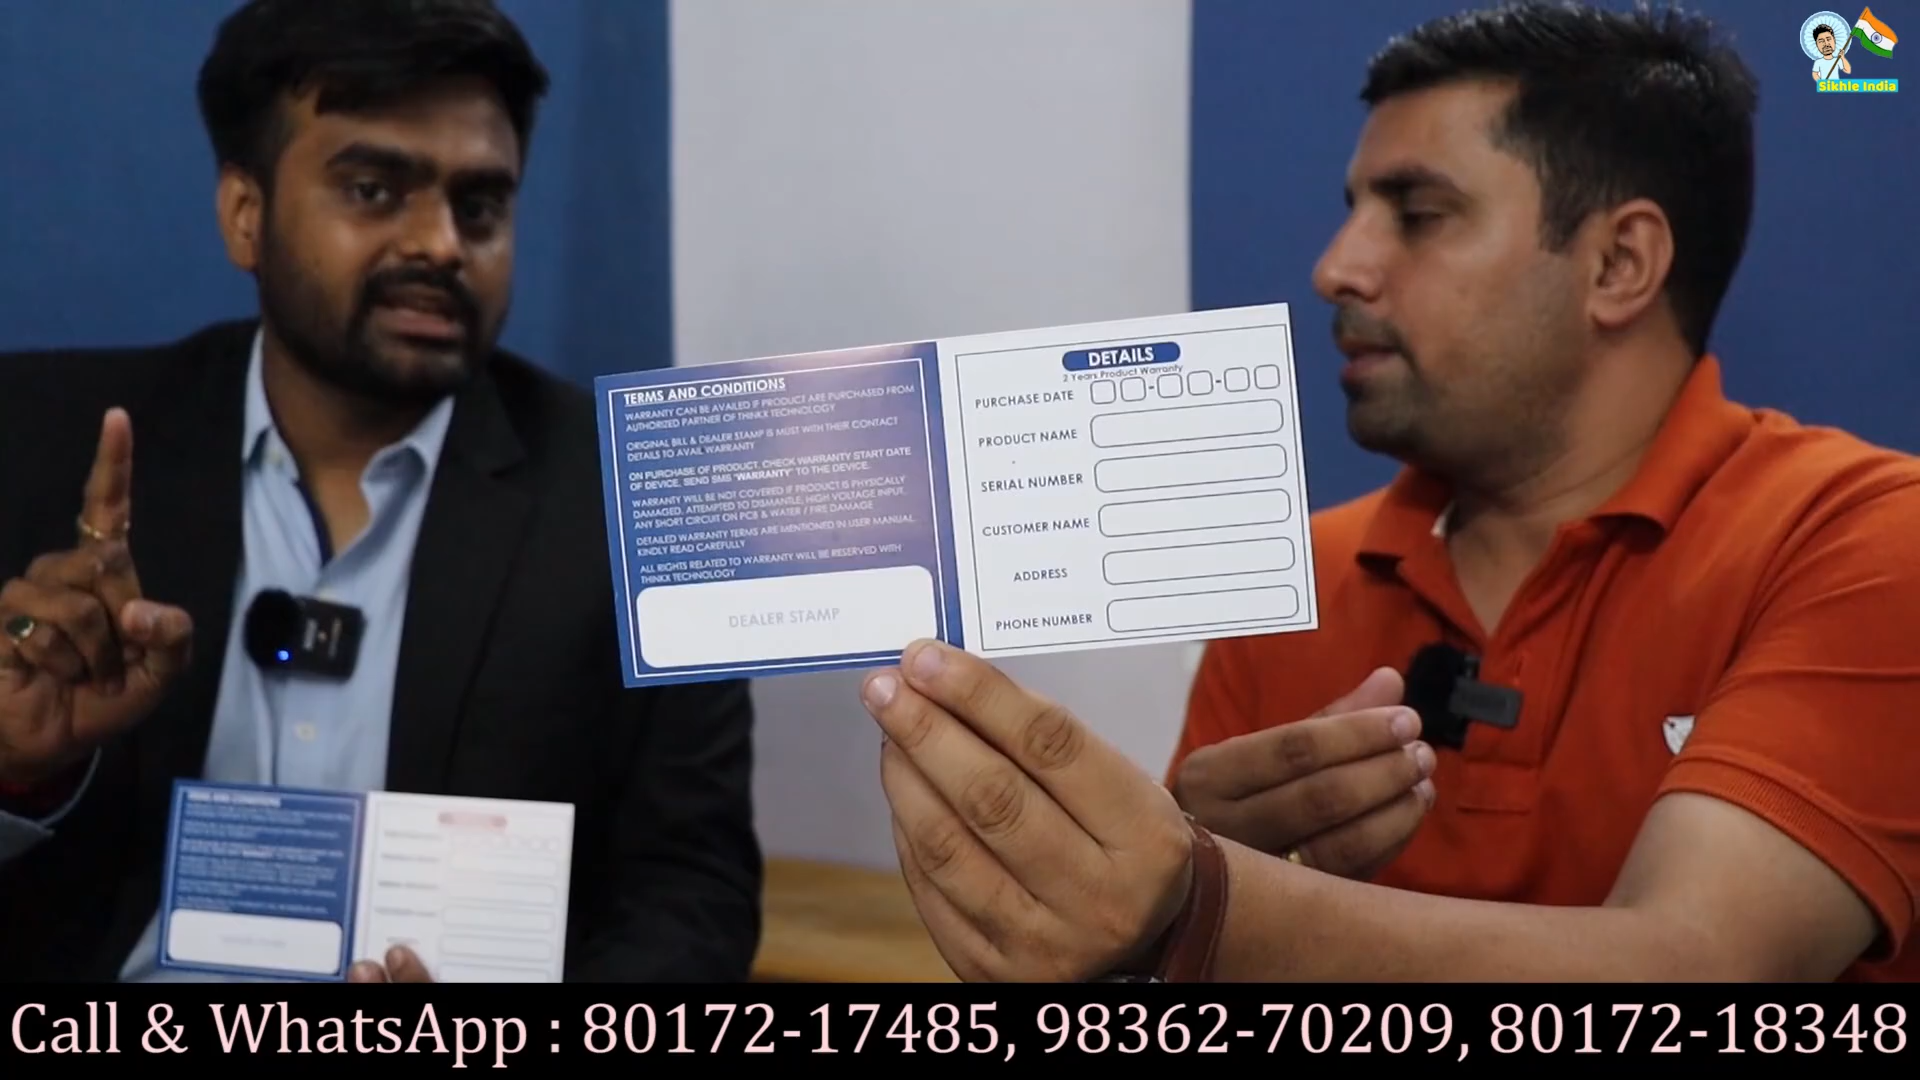 Sikhle India
TERMS AND CONDITIONS
WARRANTY CAN BE AVAILED IF PRODUCT ARE PURCHASED FROM
AUTHORIZED PARTNER OF THINKX TECHNOLOGY
ORIGINAL BILL & DEALER STAMP IS MUST WITH THEIR CONTACT
DETAILS TO AVAIL WARRANTY
ON PURCHASE OF PRODUCT, CHECK WARRANTY START DATE
OF DEVICE, SEND SMS "WARRANTY" TO THE DEVICE.
WARRANTY WILL BE NOT COVERED IF PRODUCT IS PHYSICALLY
DAMAGED, ATTEMPTED TO DISMANTLE, HIGH VOLTAGE INPUT,
ANY SHORT CIRCUIT ON PCB & WATER / FIRE DAMAGE
DETAILED WARRANTY TERMS ARE MENTIONED IN USER MANUAL
KINDLY READ CAREFULLY
ALL RIGHTS RELATED TO WARRANTY WILL BE RESERVED WITH
THINKX TECHNOLOGY
DEALER STAMP
DETAILS
2 Years Product Warranty
PURCHASE DATE
PRODUCT NAME
SERIAL NUMBER
CUSTOMER NAME
ADDRESS
PHONE NUMBER
TERMS AND CONDITIONS
Call & WhatsApp : 80172-17485, 98362-70209, 80172-18348